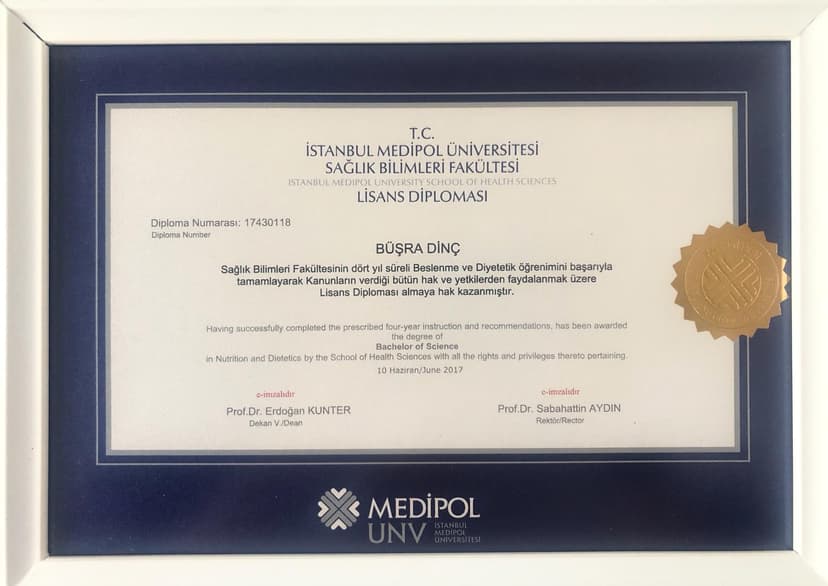 T.C.
İSTANBUL MEDİPOL ÜNİVERSİTESİ
SAĞLIK BİLİMLERİ FAKÜLTESİ
ISTANBUL MEDIPOL UNIVERSITY SCHOOL OF HEALTH SCIENCES
LİSANS DİPLOMASI
Diploma Numarası: 17430118
Diploma Number
BÜŞRA DİNÇ
Sağlık Bilimleri Fakültesinin dört yıl süreli Beslenme ve Diyetetik öğrenimini başarıyla
tamamlayarak Kanunların verdiği bütün hak ve yetkilerden faydalanmak üzere
Lisans Diploması almaya hak kazanmıştır.
Having successfully completed the prescribed four-year instruction and recommendations, has been awarded
the degree of
Bachelor of Science
in Nutrition and Dietetics by the School of Health Sciences with all the rights and privileges thereto pertaining.
10 Haziran/June 2017
e-imzalıdır
Prof.Dr. Erdoğan KUNTER
Dekan V./Dean
e-imzalıdır
Prof.Dr. Sabahattin AYDIN
Rektör/Rector
MEDİPOL
UNV
İSTANBUL
MEDİPOL
ÜNİVERSİTESİ